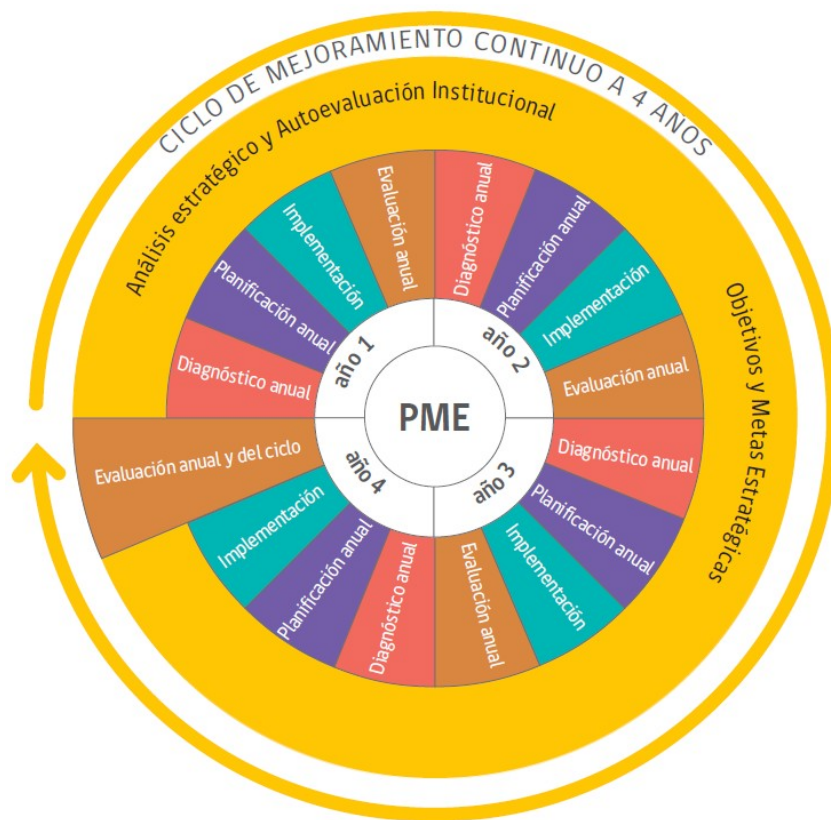 CICLO DE MEJORAMIENTO CONTINUO A 4 ANOS
Análisis estratégico y Autoevaluación Institucional
Objetivos y Metas Estratégicas
PME
año 1
Diagnóstico anual
Planificación anual
Implementación
Evaluación anual
año 2
Diagnóstico anual
Planificación anual
Implementación
Evaluación anual
año 3
Diagnóstico anual
Planificación anual
Implementación
Evaluación anual
año 4
Diagnóstico anual
Planificación anual
Implementación
Evaluación anual y del ciclo